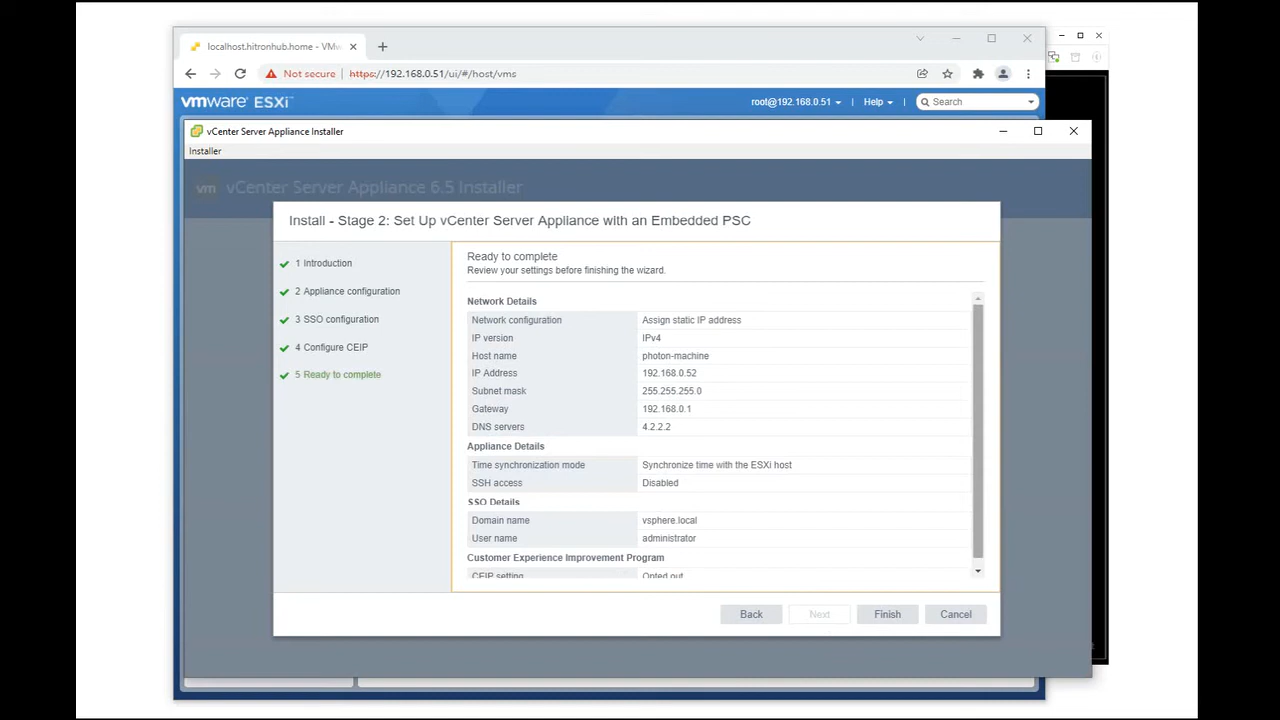 localhost.hitronhub.home - VMw
Not secure | https://192.168.0.51/ui/#/host/vms
vmware ESXi™
root@192.168.0.51 | Help | Search
vCenter Server Appliance Installer
Installer
vm vCenter Server Appliance 6.5 Installer
Install - Stage 2: Set Up vCenter Server Appliance with an Embedded PSC
1 Introduction
2 Appliance configuration
3 SSO configuration
4 Configure CEIP
5 Ready to complete
Ready to complete
Review your settings before finishing the wizard.
Network Details
Network configuration Assign static IP address
IP version IPv4
Host name photon-machine
IP Address 192.168.0.52
Subnet mask 255.255.255.0
Gateway 192.168.0.1
DNS servers 4.2.2.2
Appliance Details
Time synchronization mode Synchronize time with the ESXi host
SSH access Disabled
SSO Details
Domain name vsphere.local
User name administrator
Customer Experience Improvement Program
CEIP setting Opted out
Back Next Finish Cancel